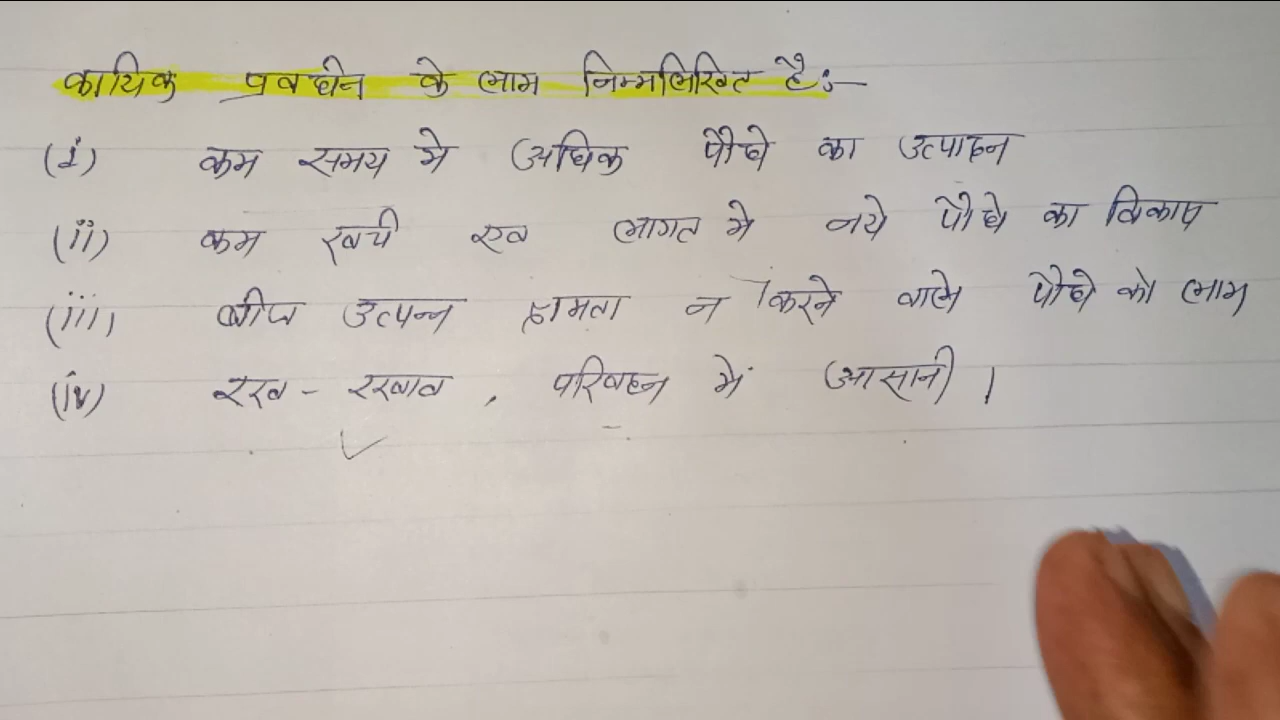 कायिक प्रवर्धन के लाभ निम्नलिखित है:–
(i) कम समय मे अधिक पौधे का उत्पादन
(ii) कम खर्च एव लागत मे नये पौधे का विकाष
(iii) बीज उत्पन्न क्षमता न करने वाले पौधे को लाभ
(iv) रख - रखाव , परिवहन में आसानी ।